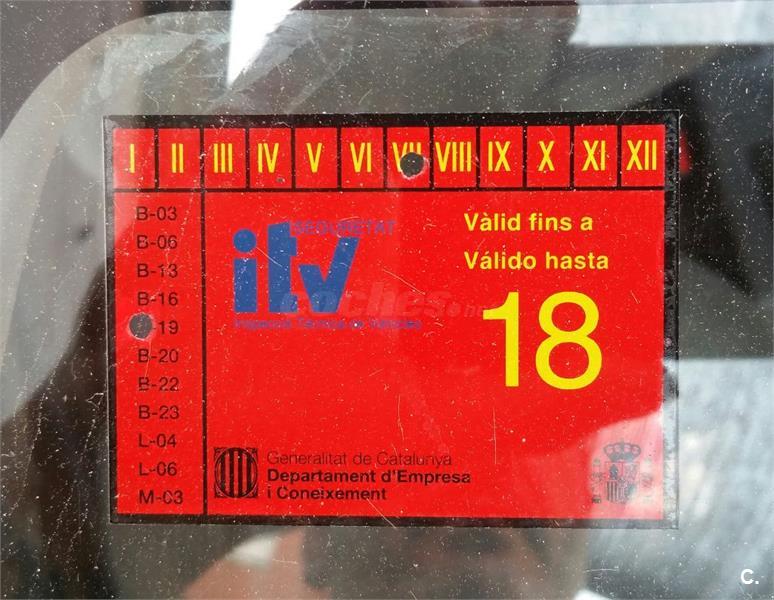 I II III IV V VI VII VIII IX X XI XII
B-03
B-06
B-13
B-16
19
B-20
B-22
B-23
L-04
L-06
M-03
SEGURETAT
itv
Inspecció Tècnica de Vehicles
coches
Vàlid fins a
Válido hasta
18
Generalitat de Catalunya
Departament d'Empresa
i Coneixement
C.